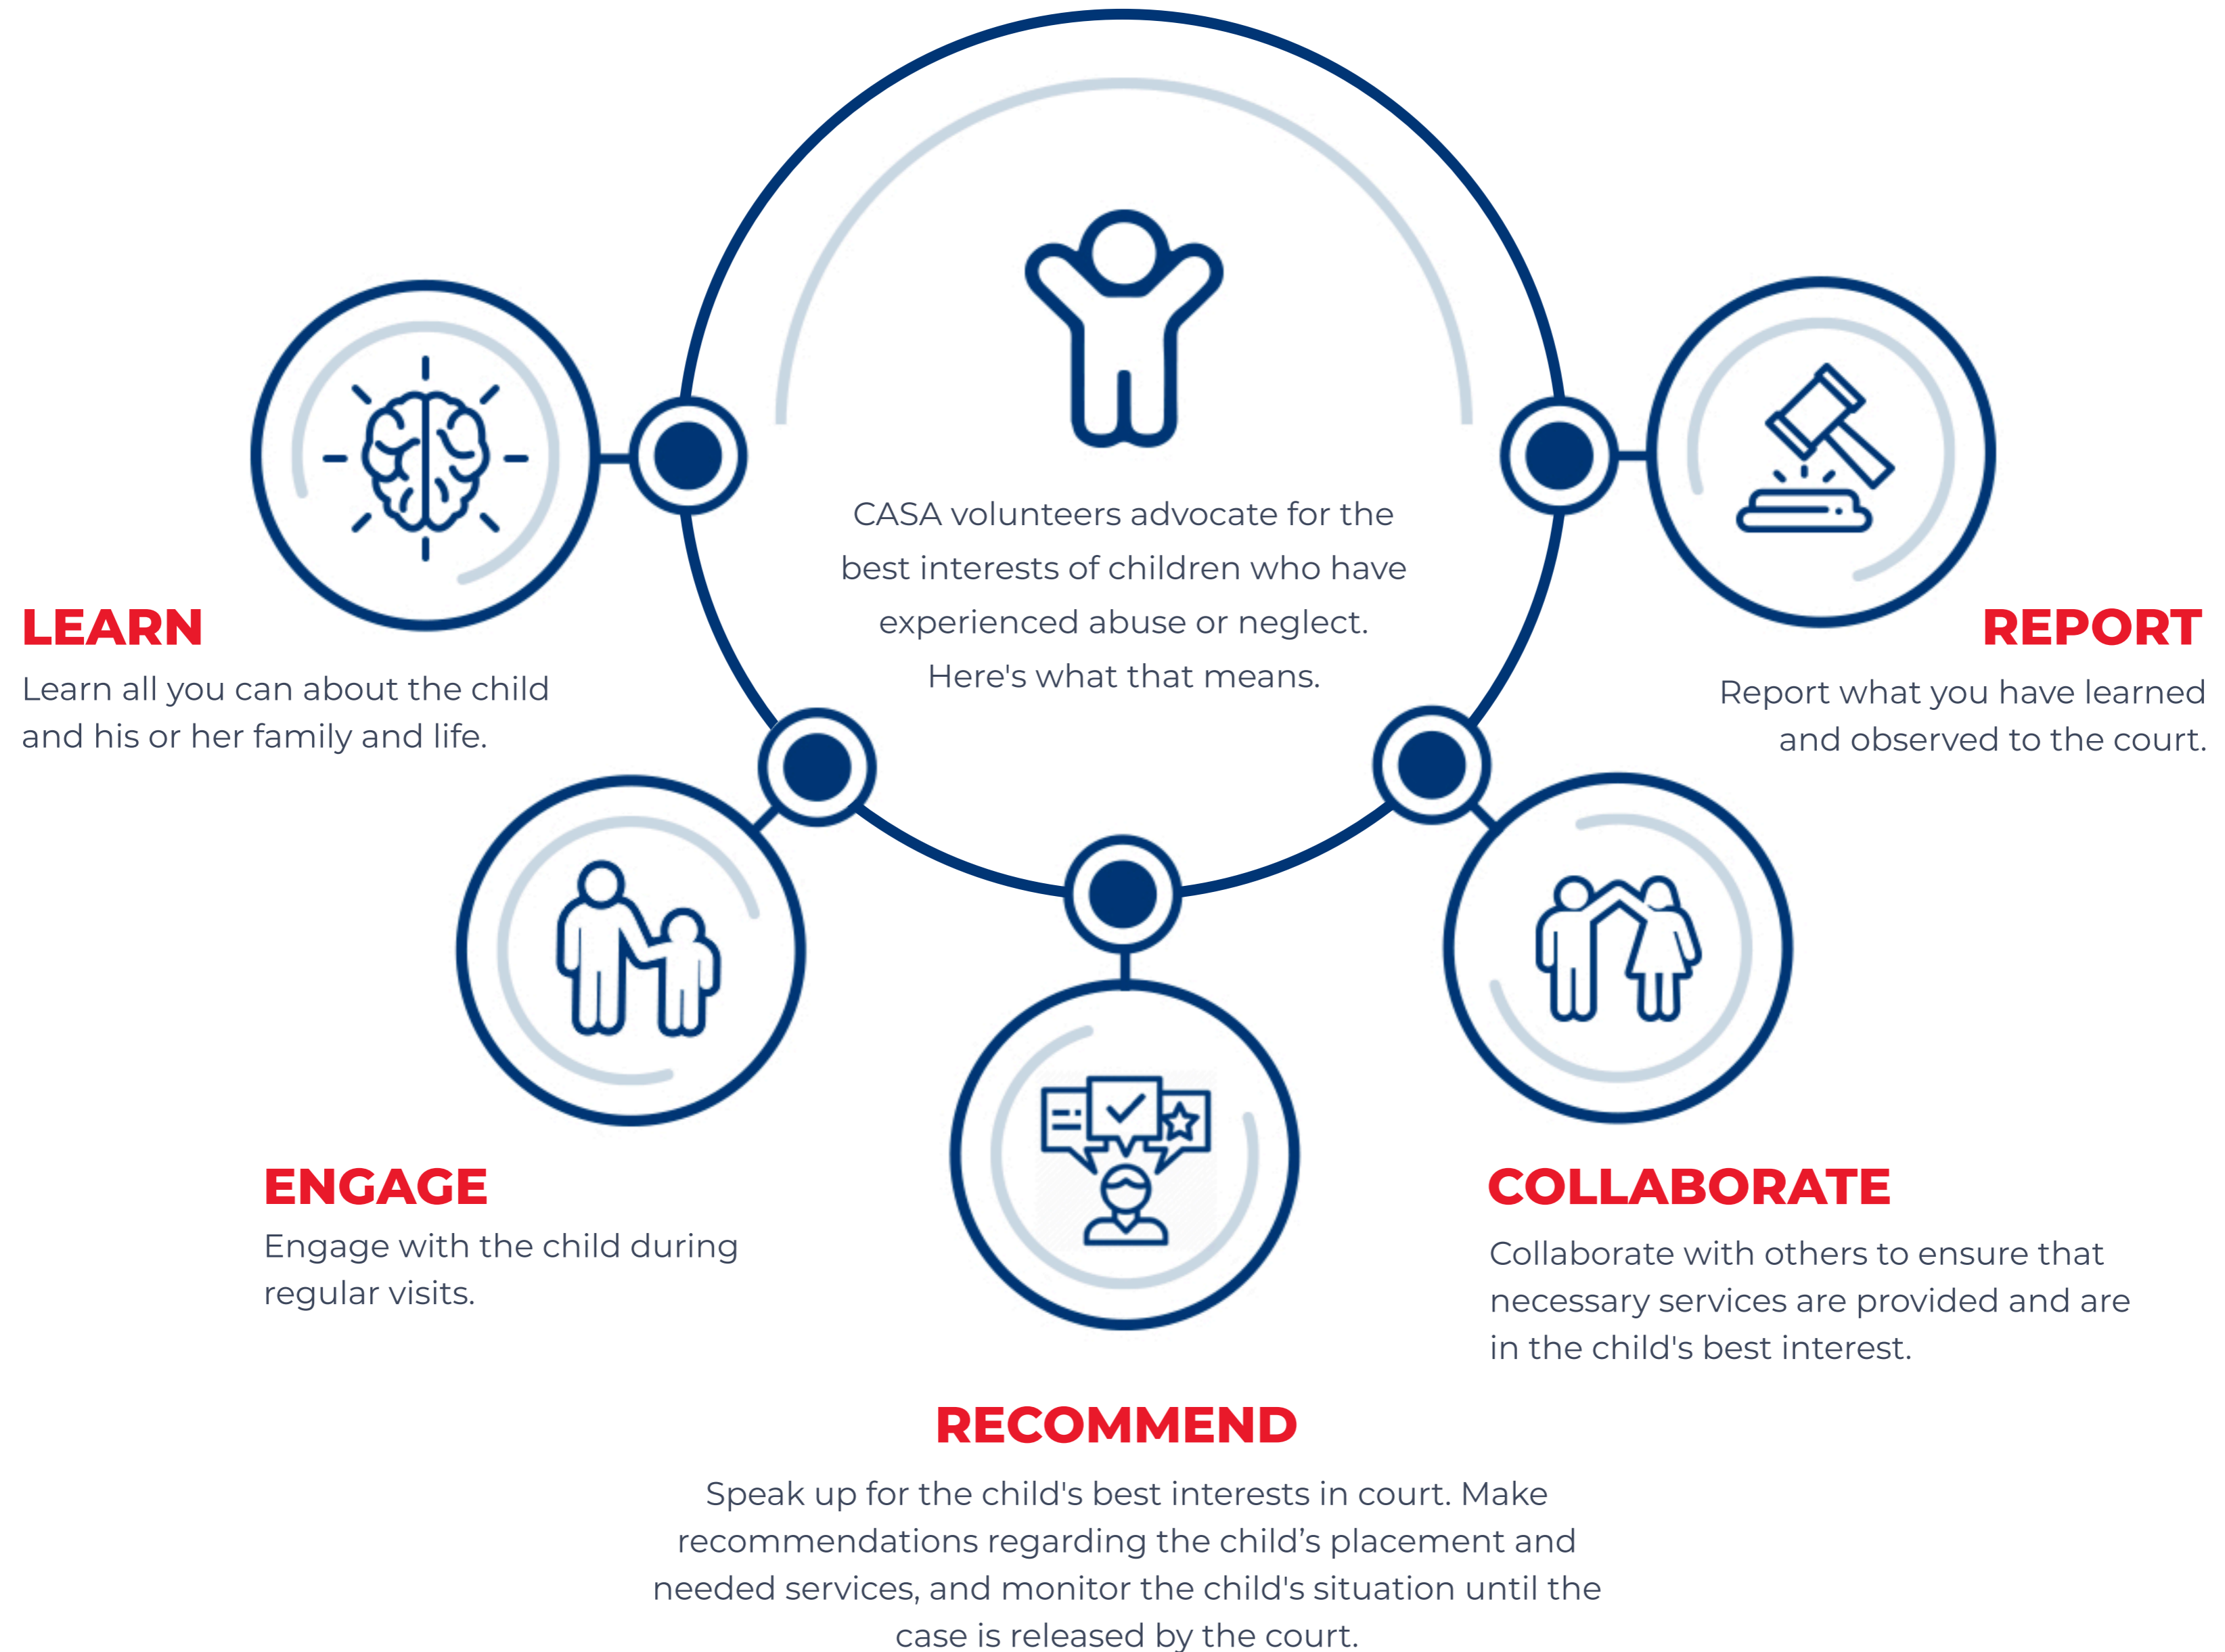 CASA volunteers advocate for the
best interests of children who have
experienced abuse or neglect.
Here's what that means.
LEARN
Learn all you can about the child
and his or her family and life.
ENGAGE
Engage with the child during
regular visits.
RECOMMEND
Speak up for the child's best interests in court. Make
recommendations regarding the child’s placement and
needed services, and monitor the child's situation until the
case is released by the court.
COLLABORATE
Collaborate with others to ensure that
necessary services are provided and are
in the child's best interest.
REPORT
Report what you have learned
and observed to the court.